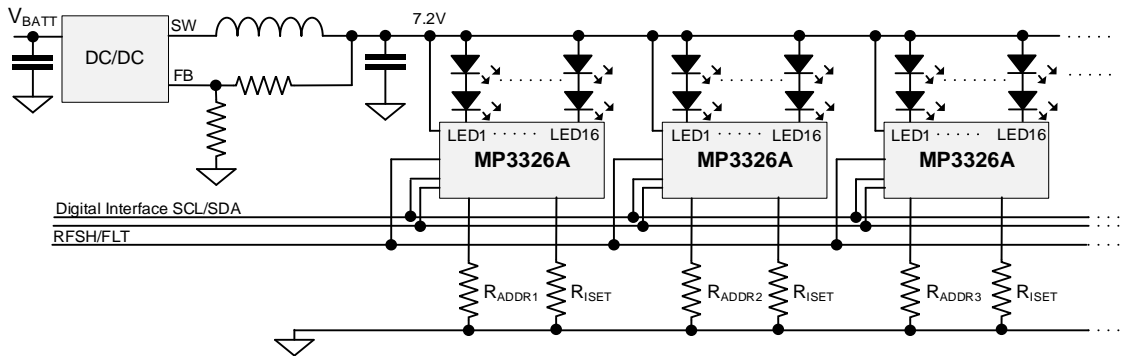 VBATT
SW
7.2V
DC/DC
FB
LED1 · · · · · LED16
LED1 · · · · · LED16
LED1 · · · · · LED16
MP3326A
MP3326A
MP3326A
Digital Interface SCL/SDA
RFSH/FLT
RADDR1
RISET
RADDR2
RISET
RADDR3
RISET